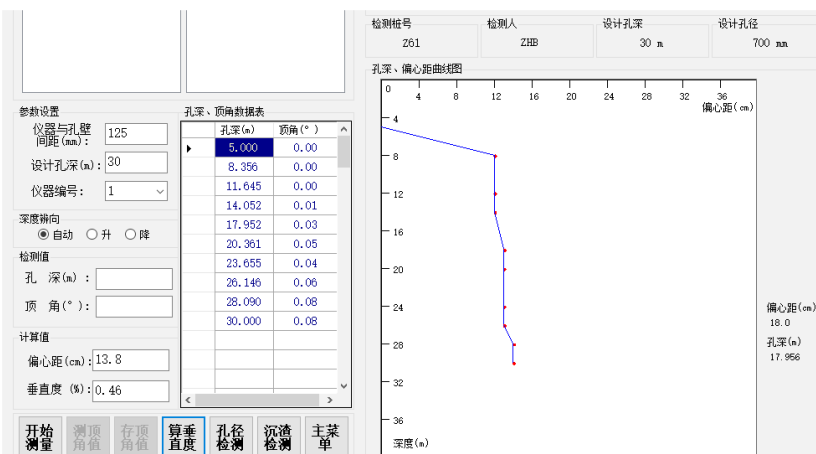 检测桩号 检测人 设计孔深 设计孔径
Z61 ZHB 30 m 700 mm
孔深、偏心距曲线图
0 4 8 12 16 20 24 28 32 36
偏心距(cm)
4
8
12
16
20
24
28
32
36
深度(m)
偏心距(cm)
18.0
孔深(m)
17.956
参数设置
仪器与孔壁
间距(mm): 125
设计孔深(m): 30
仪器编号: 1
深度辨向
自动 升 降
检测值
孔 深(m) :
顶 角(° ):
计算值
偏心距(cm): 13.8
垂直度 (%): 0.46
孔深、顶角数据表
孔深(m) 顶角(° )
5.000 0.00
8.356 0.00
11.645 0.00
14.052 0.01
17.952 0.03
20.361 0.05
23.655 0.04
26.146 0.06
28.090 0.08
30.000 0.08
开始 测顶 存顶 算垂 孔径 沉渣 主菜
测量 角值 角值 直度 检测 检测 单